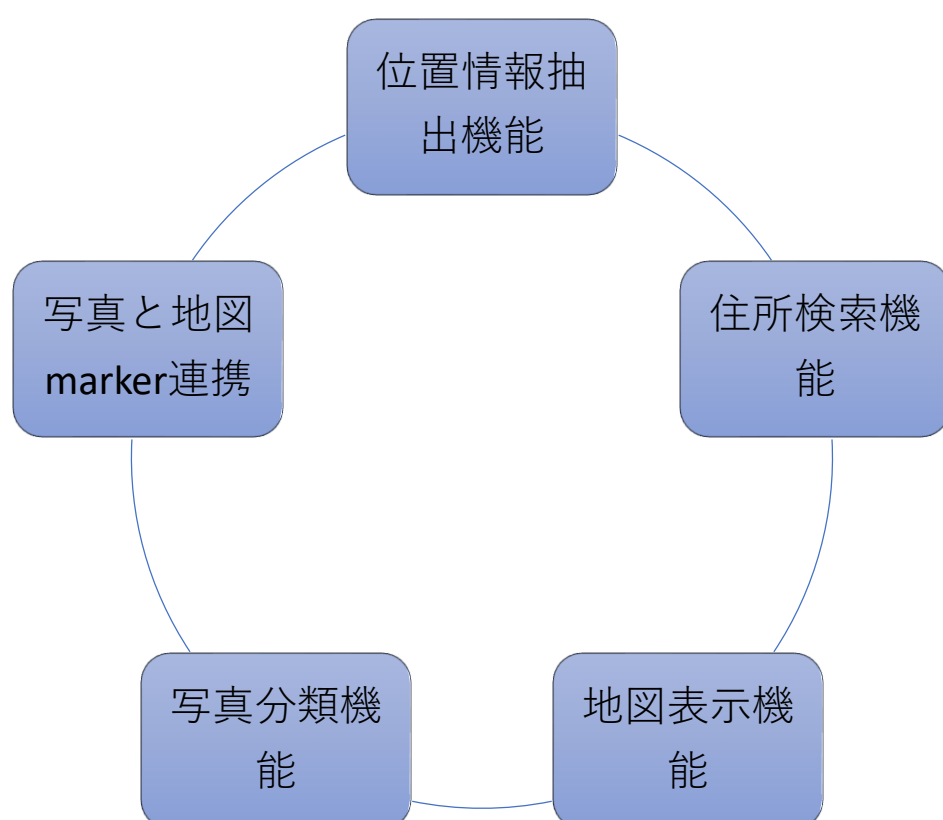 位置情報抽
出機能
写真と地図
marker連携
住所検索機
能
写真分類機
能
地図表示機
能